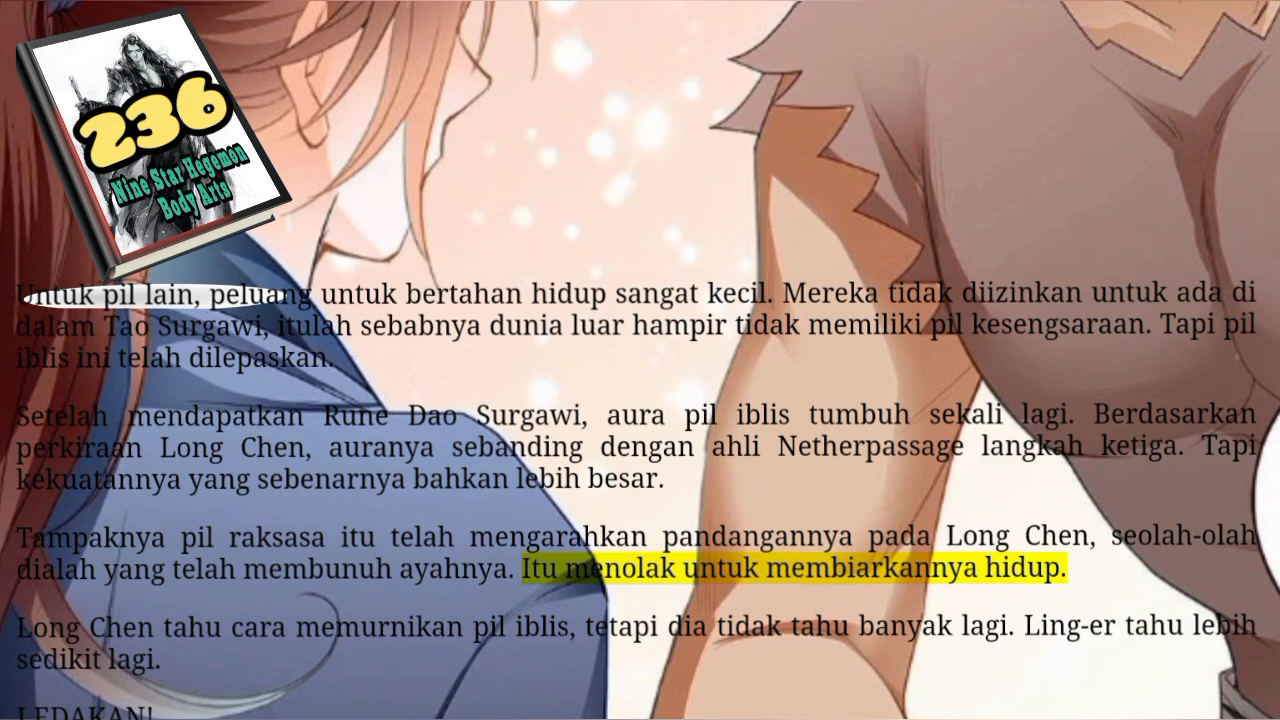 236
Nine Star Hegemon
Body Arts
Untuk pil lain, peluang untuk bertahan hidup sangat kecil. Mereka tidak diizinkan untuk ada di
dalam Tao Surgawi, itulah sebabnya dunia luar hampir tidak memiliki pil kesengsaraan. Tapi pil
iblis ini telah dilepaskan.
Setelah mendapatkan Rune Dao Surgawi, aura pil iblis tumbuh sekali lagi. Berdasarkan
perkiraan Long Chen, auranya sebanding dengan ahli Netherpassage langkah ketiga. Tapi
kekuatannya yang sebenarnya bahkan lebih besar.
Tampaknya pil raksasa itu telah mengarahkan pandangannya pada Long Chen, seolah-olah
dialah yang telah membunuh ayahnya. Itu menolak untuk membiarkannya hidup.
Long Chen tahu cara memurnikan pil iblis, tetapi dia tidak tahu banyak lagi. Ling-er tahu lebih
sedikit lagi.
LEDAKAN!